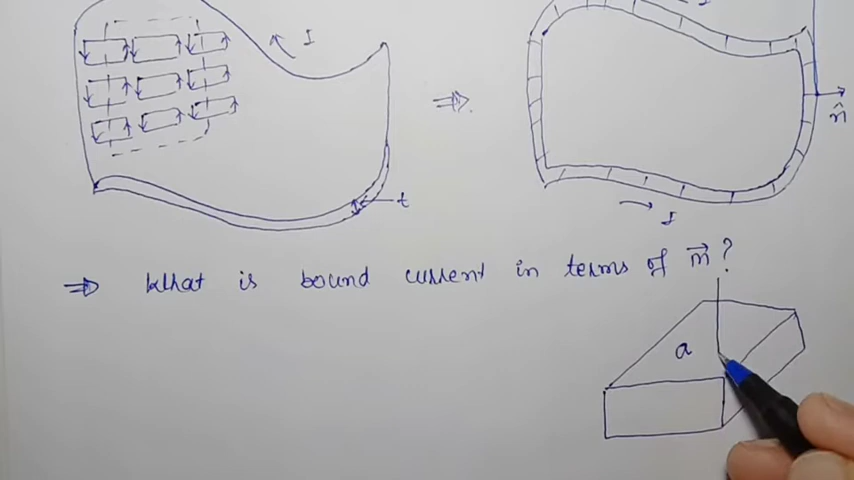 I
I
n̂
t
I
⇒ What is bound current in terms of m⃗ ?
a